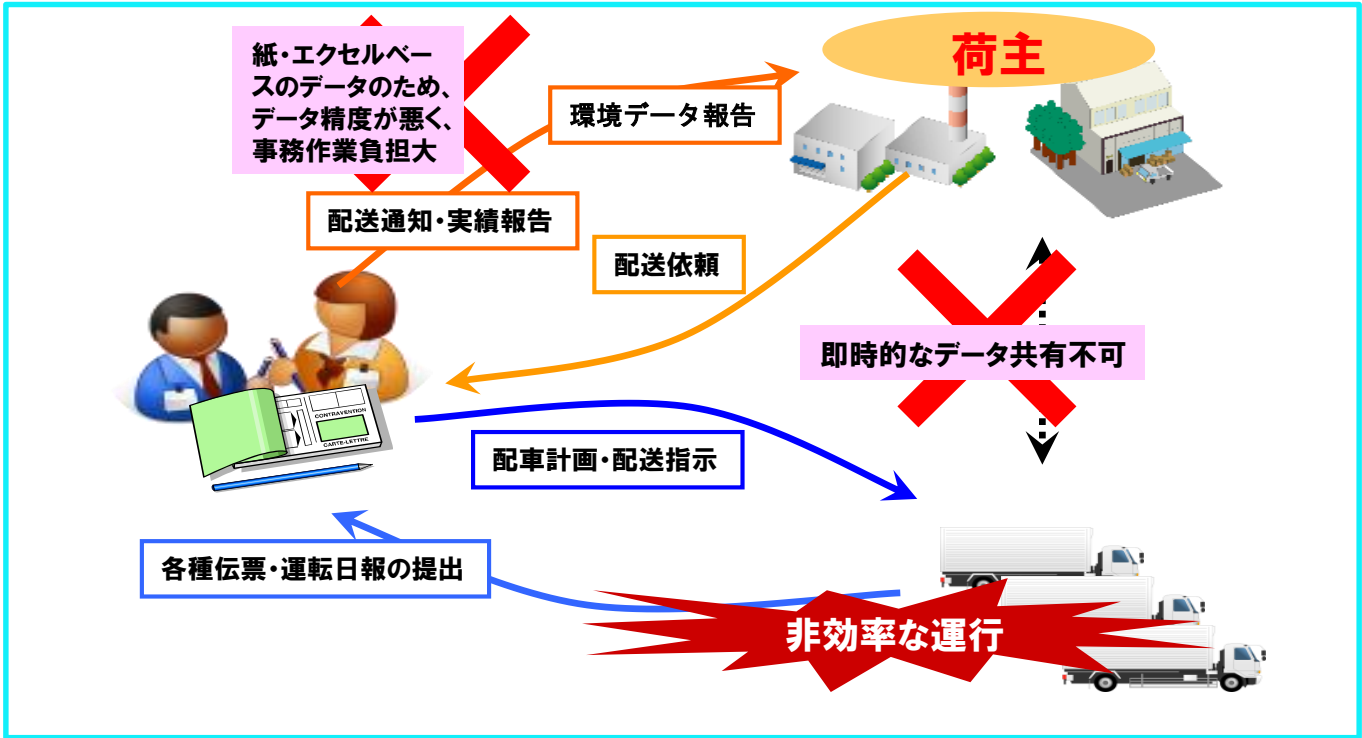 紙・エクセルベー
スのデータのため、
データ精度が悪く、
事務作業負担大
荷主
環境データ報告
配送通知・実績報告
配送依頼
即時的なデータ共有不可
CONTRAVENTION
CARTE-LETTRE
配車計画・配送指示
各種伝票・運転日報の提出
非効率な運行